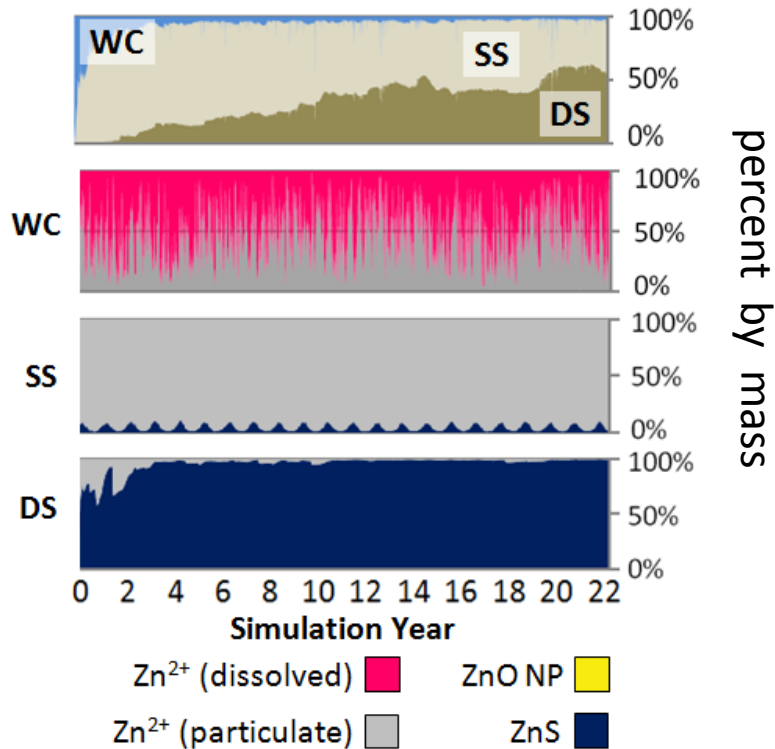 100%
WC
SS
50%
DS
0%
100%
WC
50%
0%
100%
SS
50%
0%
100%
DS
50%
0%
0 2 4 6 8 10 12 14 16 18 20 22
Simulation Year
percent by mass
Zn²⁺ (dissolved) ZnO NP
Zn²⁺ (particulate) ZnS